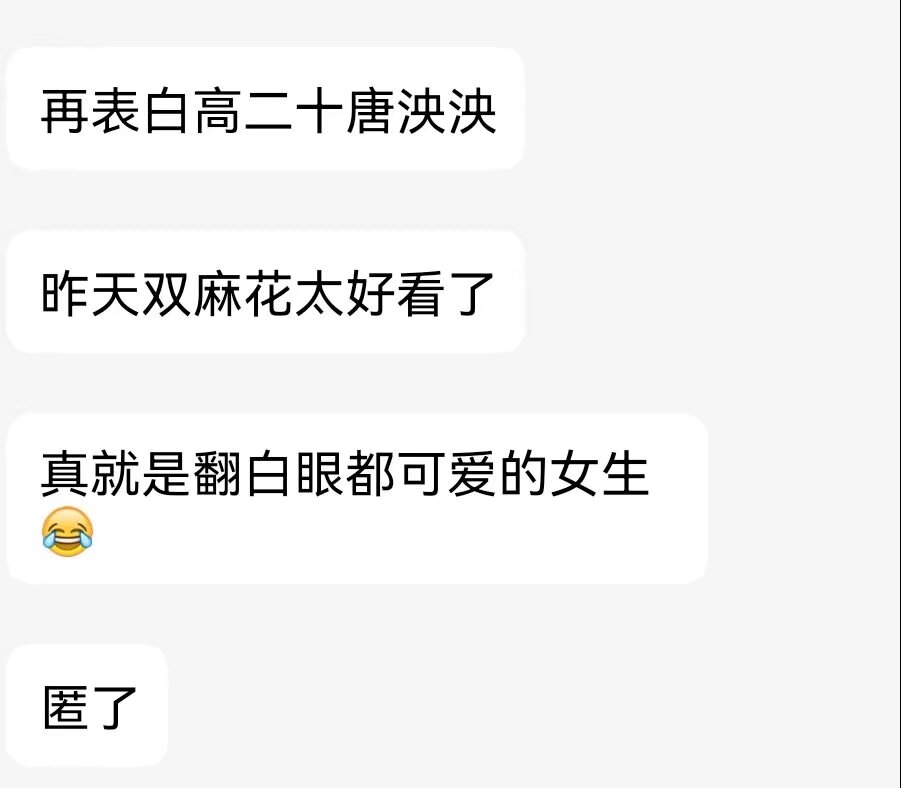 再表白高二十唐泱泱
昨天双麻花太好看了
真就是翻白眼都可爱的女生
😂
匿了